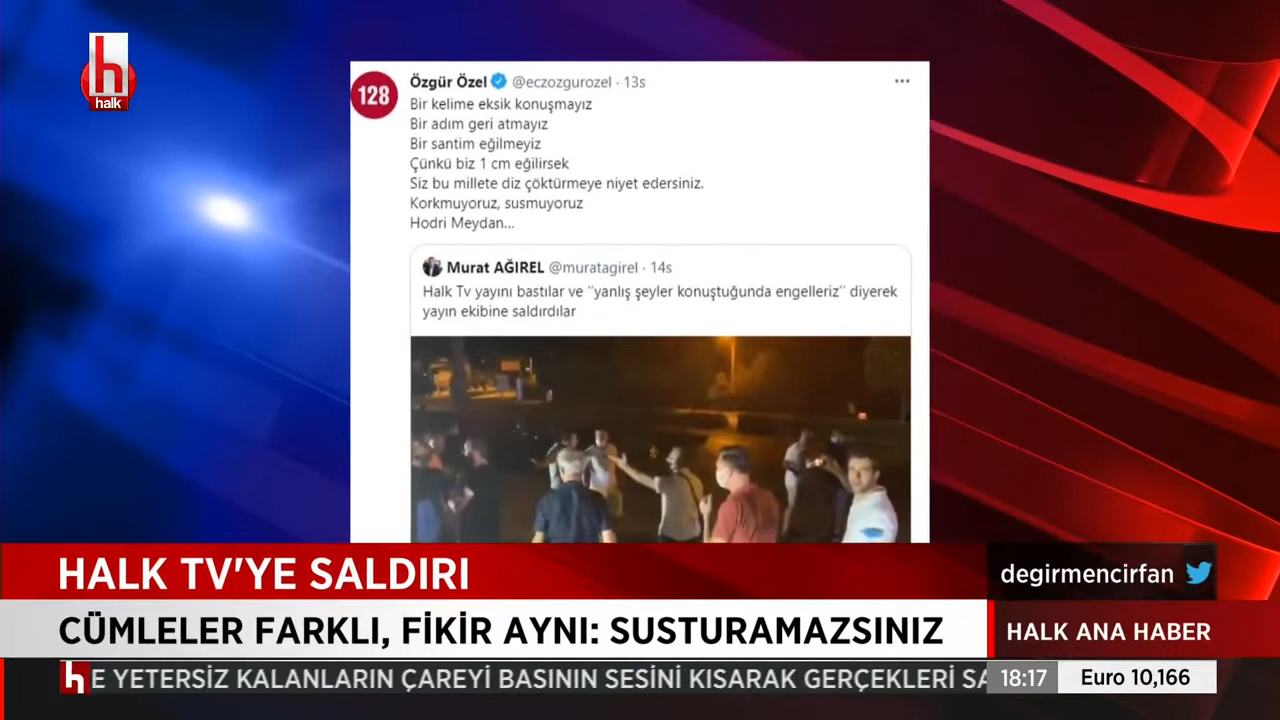 h
halk
128
Özgür Özel @eczozgurozel · 13s
Bir kelime eksik konuşmayız
Bir adım geri atmayız
Bir santim eğilmeyiz
Çünkü biz 1 cm eğilirsek
Siz bu millete diz çöktürmeye niyet edersiniz.
Korkmuyoruz, susmuyoruz
Hodri Meydan...
Murat AĞIREL @muratagirel · 14s
Halk Tv yayını bastılar ve ‘‘yanlış şeyler konuştuğunda engelleriz’’ diyerek
yayın ekibine saldırdılar
HALK TV'YE SALDIRI
degirmencirfan
CÜMLELER FARKLI, FİKİR AYNI: SUSTURAMAZSINIZ
HALK ANA HABER
h E YETERSİZ KALANLARIN ÇAREYİ BASININ SESİNİ KISARAK GERÇEKLERİ SA
18:17 Euro 10,166